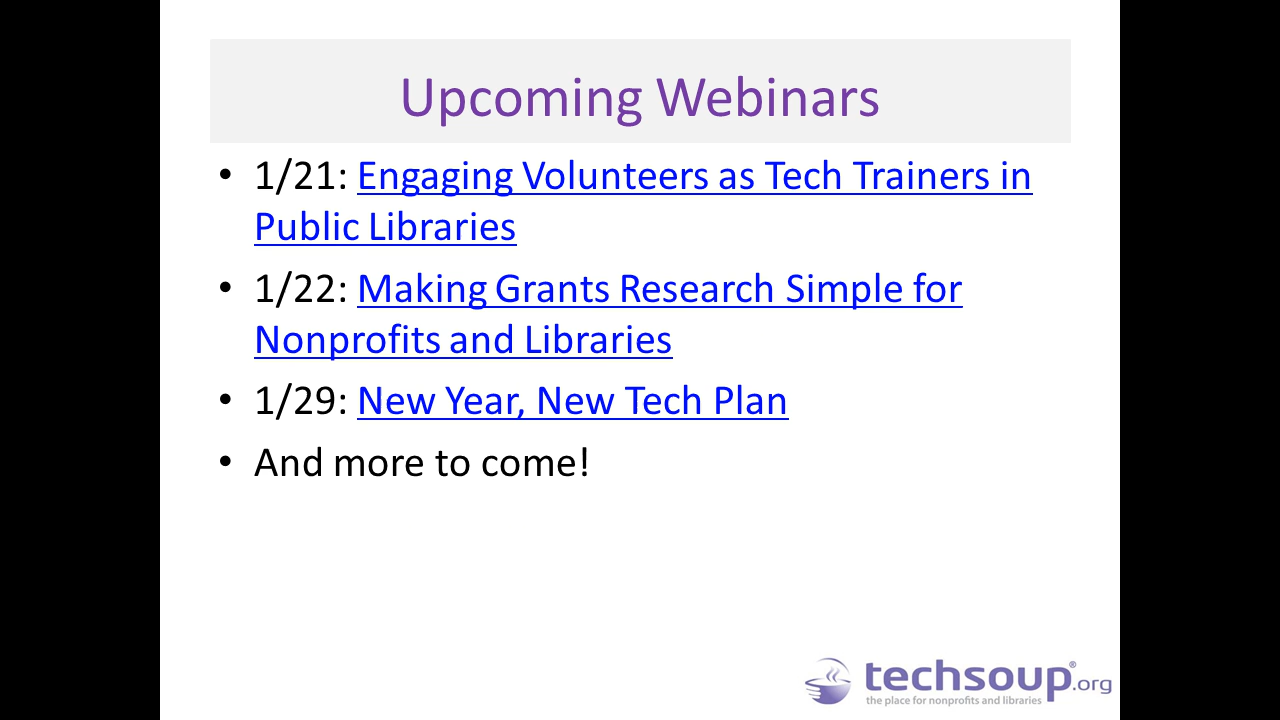 Upcoming Webinars
• 1/21: Engaging Volunteers as Tech Trainers in
Public Libraries
• 1/22: Making Grants Research Simple for
Nonprofits and Libraries
• 1/29: New Year, New Tech Plan
• And more to come!
techsoup®.org
the place for nonprofits and libraries